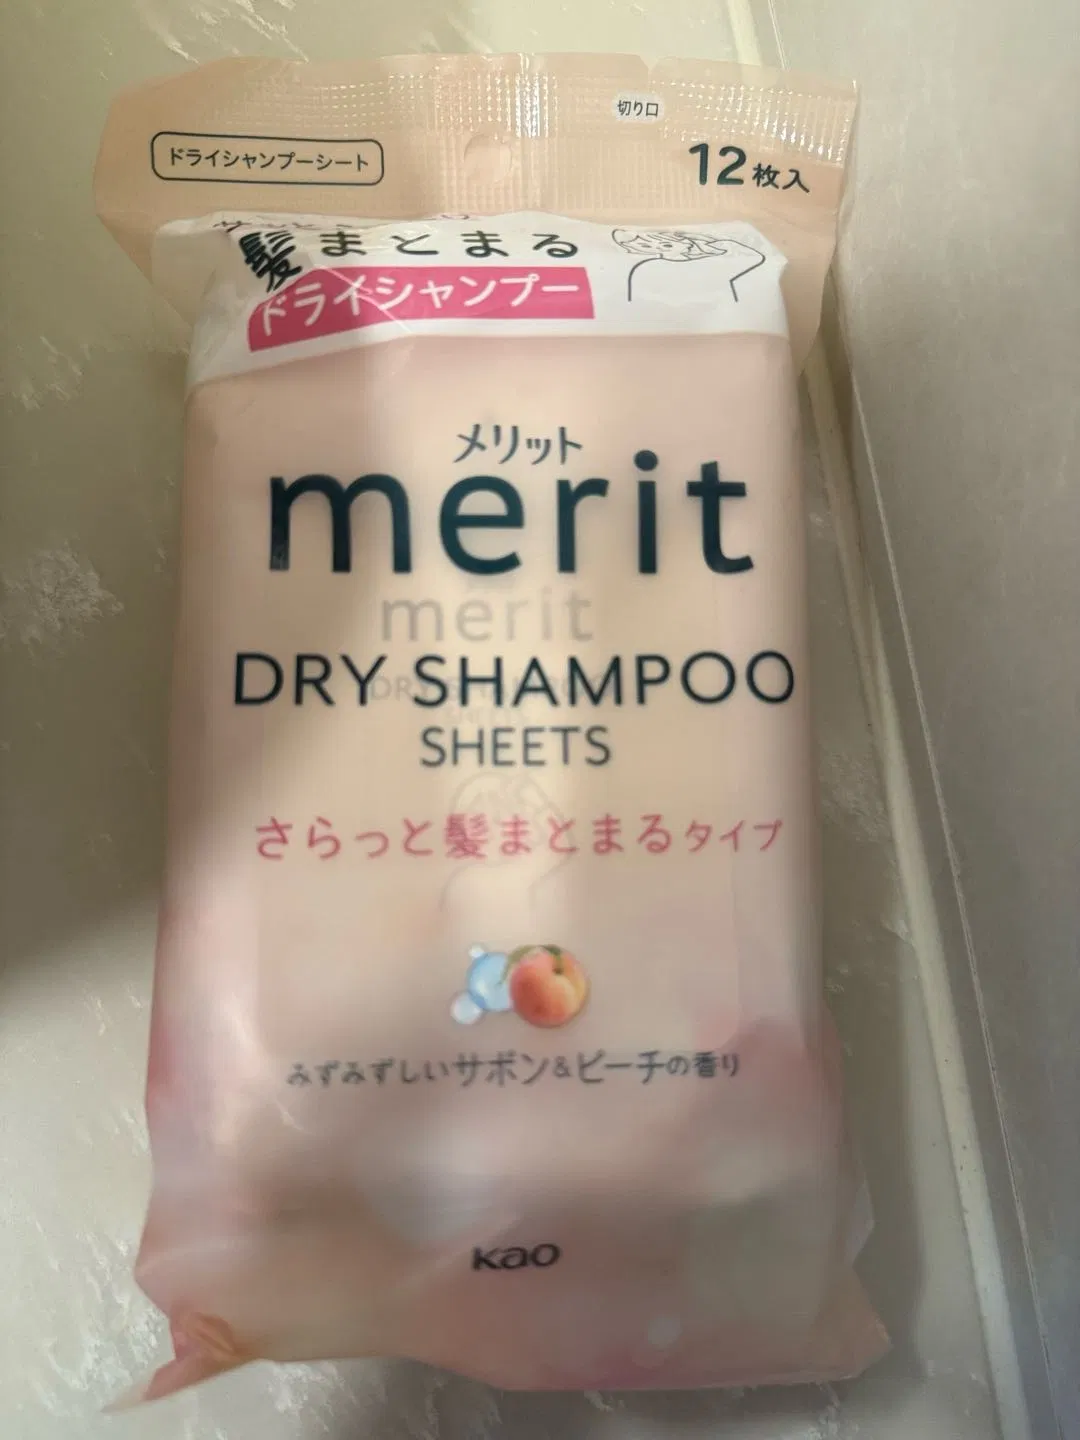 切り口
ドライシャンプーシート
12枚入
髪まとまる
ドライシャンプー
メリット
merit
merit
DRY SHAMPOO
SHEETS
さらっと髪まとまるタイプ
みずみずしいサボン&ピーチの香り
Kao